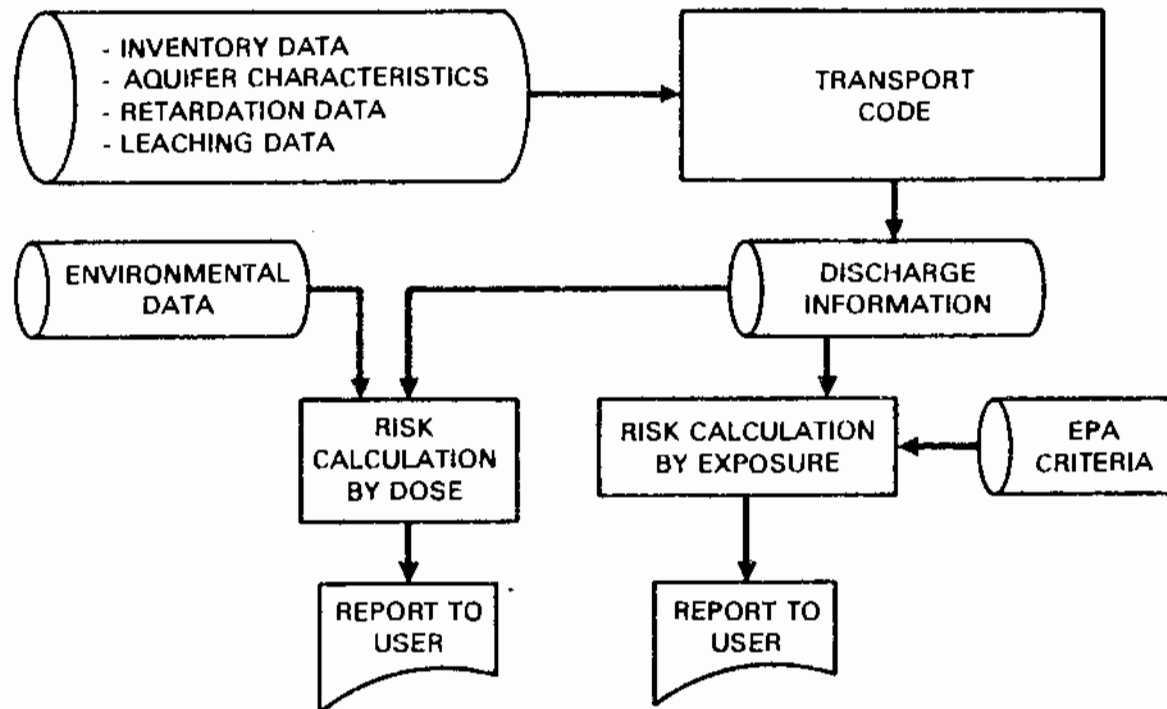 - INVENTORY DATA
- AQUIFER CHARACTERISTICS
- RETARDATION DATA
- LEACHING DATA
TRANSPORT
CODE
ENVIRONMENTAL
DATA
DISCHARGE
INFORMATION
RISK
CALCULATION
BY DOSE
RISK CALCULATION
BY EXPOSURE
EPA
CRITERIA
REPORT TO
USER
REPORT TO
USER